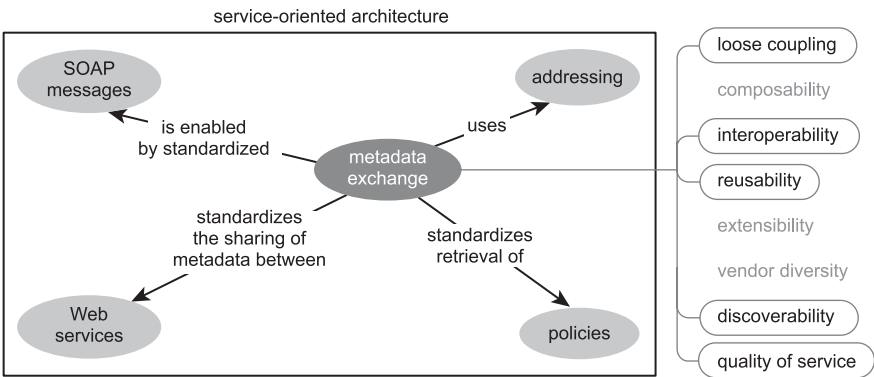 service-oriented architecture
SOAP
messages
addressing
is enabled
by standardized
uses
metadata
exchange
standardizes
the sharing of
metadata between
standardizes
retrieval of
Web
services
policies
loose coupling
composability
interoperability
reusability
extensibility
vendor diversity
discoverability
quality of service